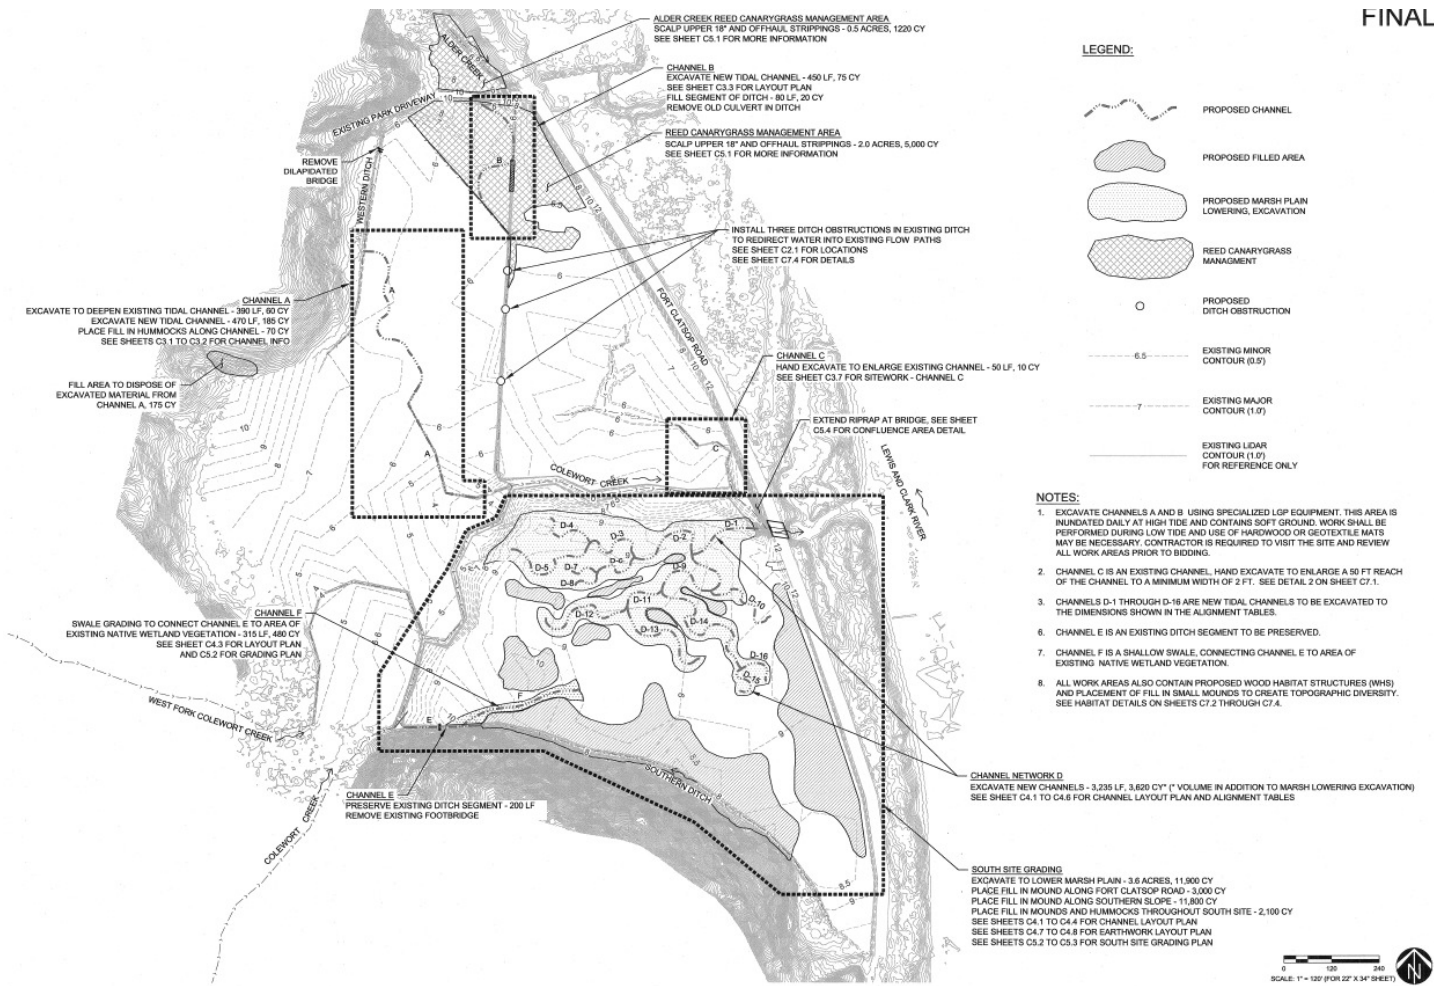 FINAL
ALDER CREEK REED CANARYGRASS MANAGEMENT AREA
SCALP UPPER 18" AND OFFHAUL STRIPPINGS - 0.5 ACRES, 1220 CY
SEE SHEET C5.1 FOR MORE INFORMATION
CHANNEL B
EXCAVATE NEW TIDAL CHANNEL - 450 LF, 75 CY
SEE SHEET C3.3 FOR LAYOUT PLAN
FILL SEGMENT OF DITCH - 80 LF, 20 CY
REMOVE OLD CULVERT IN DITCH
REED CANARYGRASS MANAGEMENT AREA
SCALP UPPER 18" AND OFFHAUL STRIPPINGS - 2.0 ACRES, 5,000 CY
SEE SHEET C5.1 FOR MORE INFORMATION
ALDER CREEK
EXISTING PARK DRIVEWAY
REMOVE
DILAPIDATED
BRIDGE
WESTERN DITCH
B
INSTALL THREE DITCH OBSTRUCTIONS IN EXISTING DITCH
TO REDIRECT WATER INTO EXISTING FLOW PATHS
SEE SHEET C2.1 FOR LOCATIONS
SEE SHEET C7.4 FOR DETAILS
CHANNEL A
EXCAVATE TO DEEPEN EXISTING TIDAL CHANNEL - 390 LF, 60 CY
EXCAVATE NEW TIDAL CHANNEL - 470 LF, 185 CY
PLACE FILL IN HUMMOCKS ALONG CHANNEL - 70 CY
SEE SHEETS C3.1 TO C3.2 FOR CHANNEL INFO
A
FORT CLATSOP ROAD
FILL AREA TO DISPOSE OF
EXCAVATED MATERIAL FROM
CHANNEL A, 175 CY
CHANNEL C
HAND EXCAVATE TO ENLARGE EXISTING CHANNEL - 50 LF, 10 CY
SEE SHEET C3.7 FOR SITEWORK - CHANNEL C
EXTEND RIPRAP AT BRIDGE, SEE SHEET
C5.4 FOR CONFLUENCE AREA DETAIL
A
C
COLEWORT CREEK
LEWIS AND CLARK RIVER
D-1
D-2
D-3
D-4
D-5
D-7
D-8
D-9
D-10
D-11
D-12
D-13
D-14
D-15
D-16
CHANNEL F
SWALE GRADING TO CONNECT CHANNEL E TO AREA OF
EXISTING NATIVE WETLAND VEGETATION - 315 LF, 480 CY
SEE SHEET C4.3 FOR LAYOUT PLAN
AND C5.2 FOR GRADING PLAN
F
E
WEST FORK COLEWORT CREEK
COLEWORT CREEK
SOUTHERN DITCH
CHANNEL E
PRESERVE EXISTING DITCH SEGMENT - 200 LF
REMOVE EXISTING FOOTBRIDGE
CHANNEL NETWORK D
EXCAVATE NEW CHANNELS - 3,235 LF, 3,620 CY* (* VOLUME IN ADDITION TO MARSH LOWERING EXCAVATION)
SEE SHEET C4.1 TO C4.6 FOR CHANNEL LAYOUT PLAN AND ALIGNMENT TABLES
SOUTH SITE GRADING
EXCAVATE TO LOWER MARSH PLAIN - 3.6 ACRES, 11,900 CY
PLACE FILL IN MOUND ALONG FORT CLATSOP ROAD - 3,000 CY
PLACE FILL IN MOUND ALONG SOUTHERN SLOPE - 11,800 CY
PLACE FILL IN MOUNDS AND HUMMOCKS THROUGHOUT SOUTH SITE - 2,100 CY
SEE SHEETS C4.1 TO C4.4 FOR CHANNEL LAYOUT PLAN
SEE SHEETS C4.7 TO C4.8 FOR EARTHWORK LAYOUT PLAN
SEE SHEETS C5.2 TO C5.3 FOR SOUTH SITE GRADING PLAN
LEGEND:
PROPOSED CHANNEL
PROPOSED FILLED AREA
PROPOSED MARSH PLAIN
LOWERING, EXCAVATION
REED CANARYGRASS
MANAGMENT
PROPOSED
DITCH OBSTRUCTION
6.5
EXISTING MINOR
CONTOUR (0.5')
7
EXISTING MAJOR
CONTOUR (1.0')
EXISTING LiDAR
CONTOUR (1.0')
FOR REFERENCE ONLY
NOTES:
1. EXCAVATE CHANNELS A AND B USING SPECIALIZED LGP EQUIPMENT. THIS AREA IS
INUNDATED DAILY AT HIGH TIDE AND CONTAINS SOFT GROUND. WORK SHALL BE
PERFORMED DURING LOW TIDE AND USE OF HARDWOOD OR GEOTEXTILE MATS
MAY BE NECESSARY. CONTRACTOR IS REQUIRED TO VISIT THE SITE AND REVIEW
ALL WORK AREAS PRIOR TO BIDDING.
2. CHANNEL C IS AN EXISTING CHANNEL, HAND EXCAVATE TO ENLARGE A 50 FT REACH
OF THE CHANNEL TO A MINIMUM WIDTH OF 2 FT. SEE DETAIL 2 ON SHEET C7.1.
3. CHANNELS D-1 THROUGH D-16 ARE NEW TIDAL CHANNELS TO BE EXCAVATED TO
THE DIMENSIONS SHOWN IN THE ALIGNMENT TABLES.
6. CHANNEL E IS AN EXISTING DITCH SEGMENT TO BE PRESERVED.
7. CHANNEL F IS A SHALLOW SWALE, CONNECTING CHANNEL E TO AREA OF
EXISTING NATIVE WETLAND VEGETATION.
8. ALL WORK AREAS ALSO CONTAIN PROPOSED WOOD HABITAT STRUCTURES (WHS)
AND PLACEMENT OF FILL IN SMALL MOUNDS TO CREATE TOPOGRAPHIC DIVERSITY.
SEE HABITAT DETAILS ON SHEETS C7.2 THROUGH C7.4.
0 120 240
SCALE: 1" = 120' (FOR 22" X 34" SHEET)
N